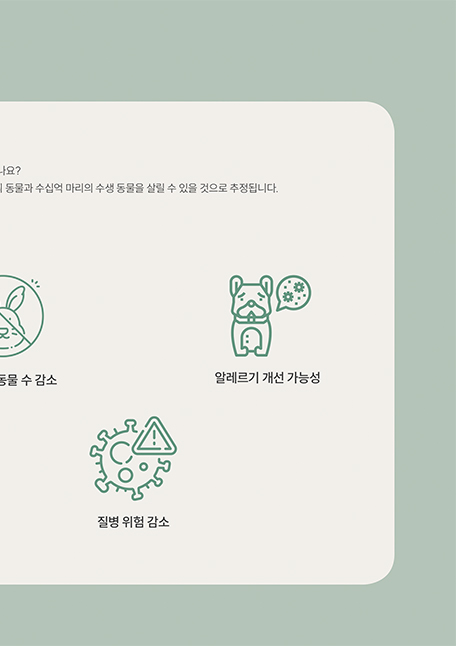 나요?
동물과 수십억 마리의 수생 동물을 살릴 수 있을 것으로 추정됩니다.
동물 수 감소
알레르기 개선 가능성
질병 위험 감소